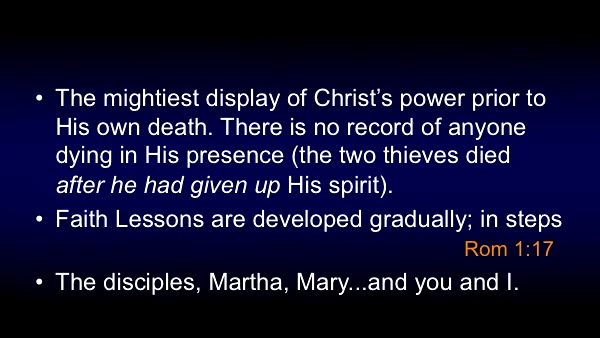 • The mightiest display of Christ’s power prior to
His own death. There is no record of anyone
dying in His presence (the two thieves died
after he had given up His spirit).
• Faith Lessons are developed gradually; in steps
Rom 1:17
• The disciples, Martha, Mary...and you and I.